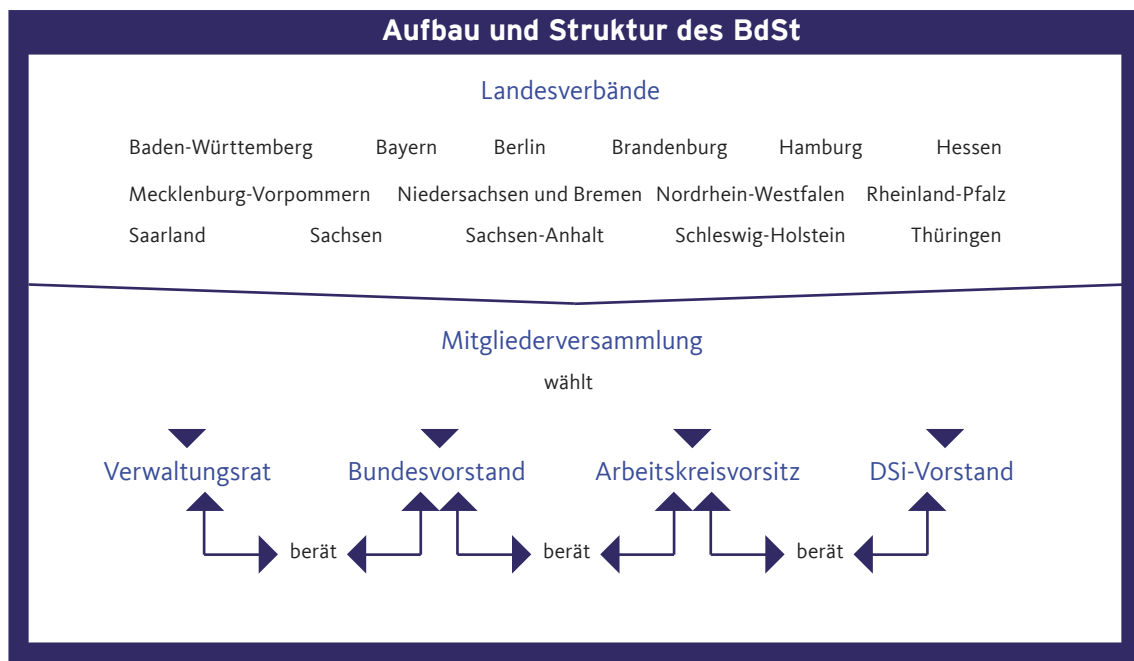 Aufbau und Struktur des BdSt
Landesverbände
Baden-Württemberg Bayern Berlin Brandenburg Hamburg Hessen
Mecklenburg-Vorpommern Niedersachsen und Bremen Nordrhein-Westfalen Rheinland-Pfalz
Saarland Sachsen Sachsen-Anhalt Schleswig-Holstein Thüringen
Mitgliederversammlung
wählt
Verwaltungsrat Bundesvorstand Arbeitskreisvorsitz DSi-Vorstand
berät berät berät